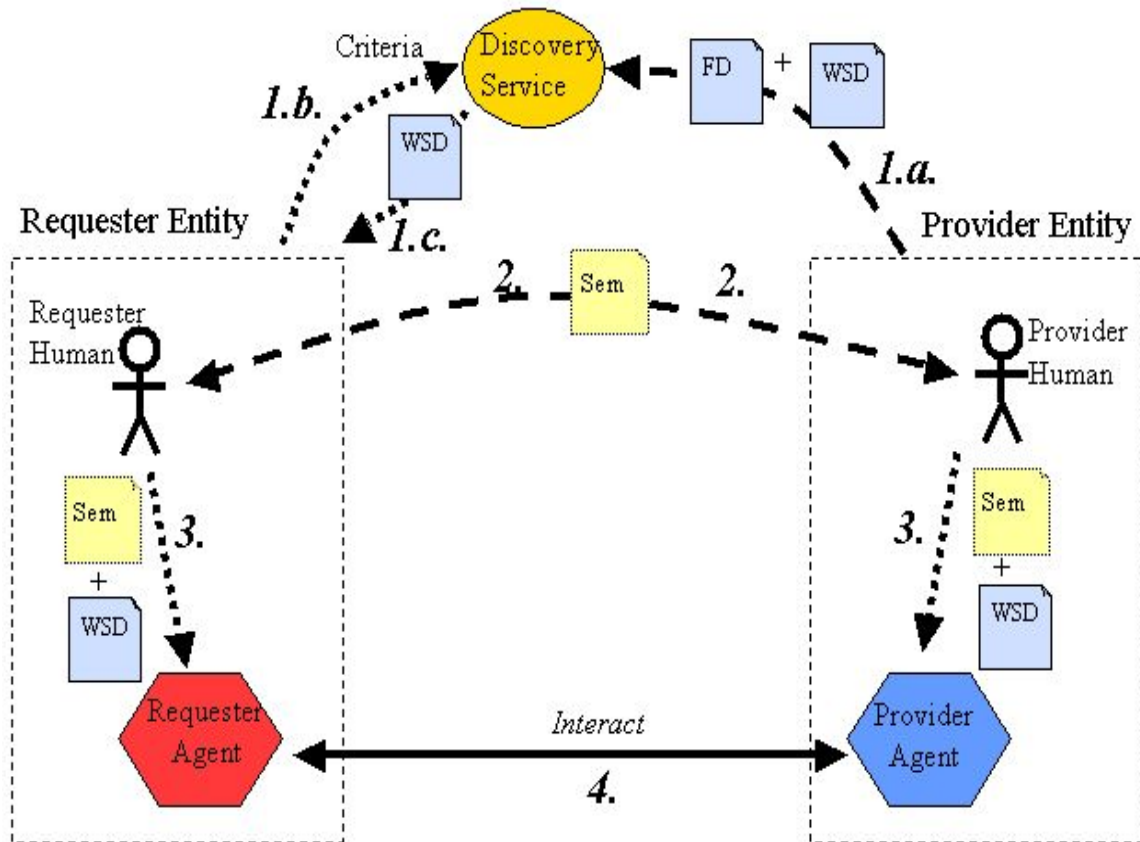 Criteria
Discovery
Service
FD
+
WSD
1.b.
WSD
1.a.
1.c.
Requester Entity
Provider Entity
2.
Sem
2.
Requester
Human
Provider
Human
Sem
+
WSD
3.
3.
Sem
+
WSD
Requester
Agent
Interact
4.
Provider
Agent